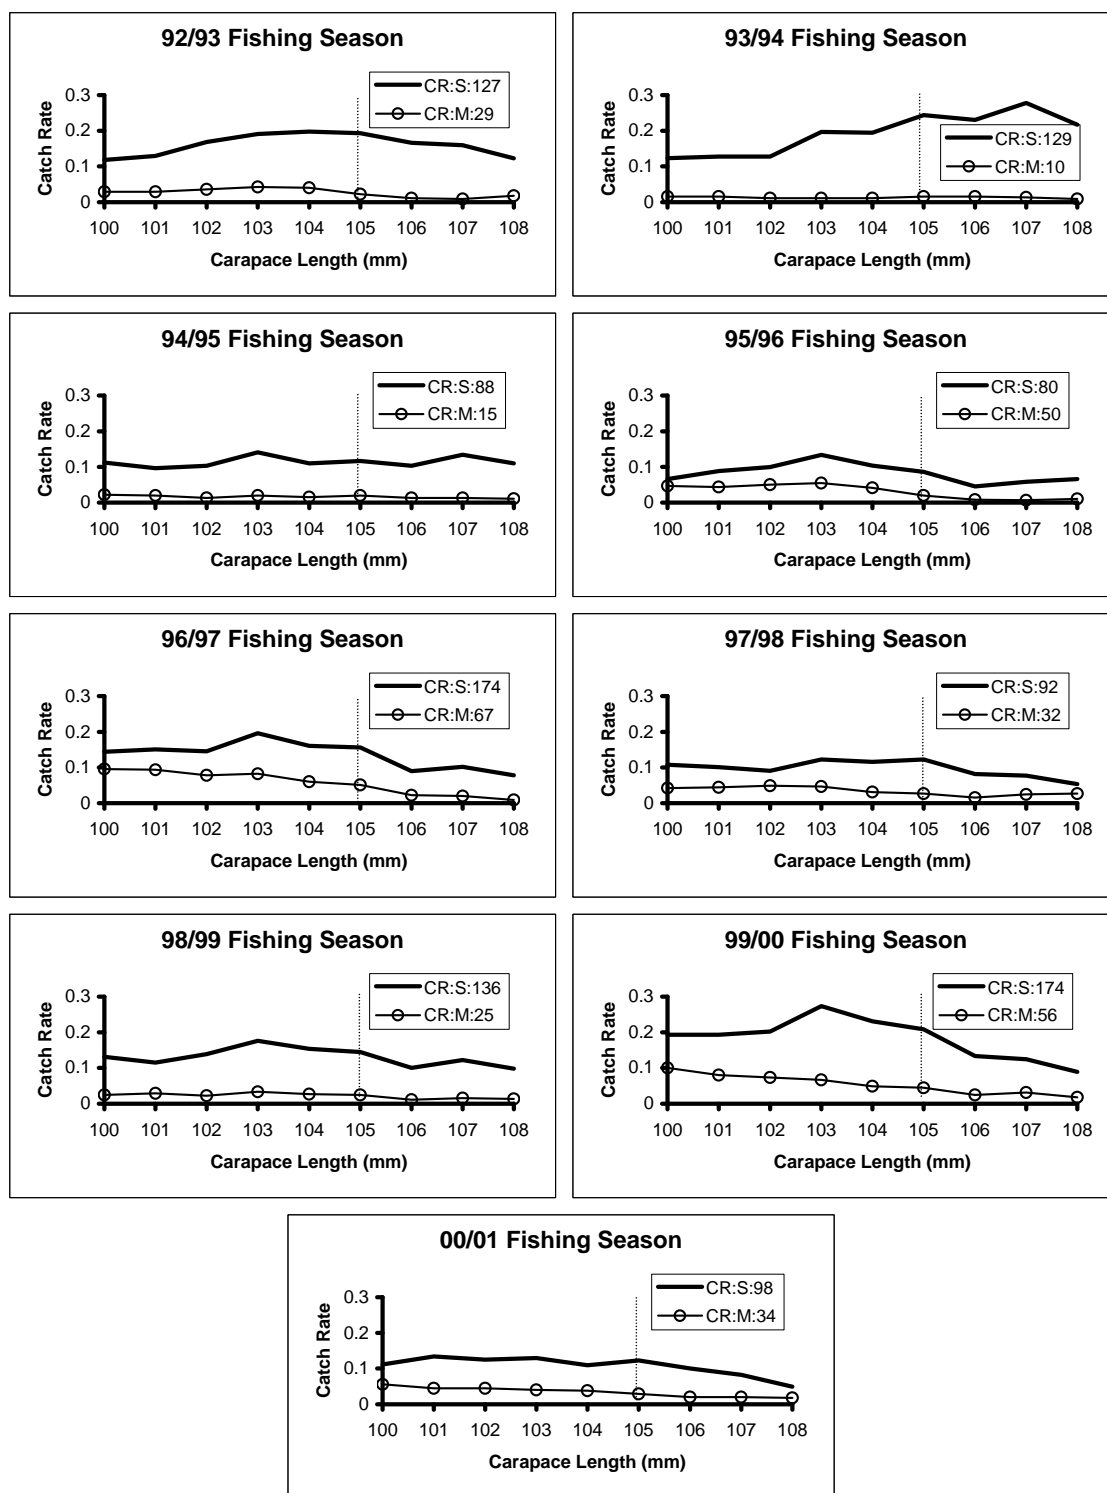 92/93 Fishing Season
CR:S:127
CR:M:29
Catch Rate
0.3
0.2
0.1
0
100 101 102 103 104 105 106 107 108
Carapace Length (mm)
93/94 Fishing Season
CR:S:129
CR:M:10
Catch Rate
0.3
0.2
0.1
0
100 101 102 103 104 105 106 107 108
Carapace Length (mm)
94/95 Fishing Season
CR:S:88
CR:M:15
Catch Rate
0.3
0.2
0.1
0
100 101 102 103 104 105 106 107 108
Carapace Length (mm)
95/96 Fishing Season
CR:S:80
CR:M:50
Catch Rate
0.3
0.2
0.1
0
100 101 102 103 104 105 106 107 108
Carapace Length (mm)
96/97 Fishing Season
CR:S:174
CR:M:67
Catch Rate
0.3
0.2
0.1
0
100 101 102 103 104 105 106 107 108
Carapace Length (mm)
97/98 Fishing Season
CR:S:92
CR:M:32
Catch Rate
0.3
0.2
0.1
0
100 101 102 103 104 105 106 107 108
Carapace Length (mm)
98/99 Fishing Season
CR:S:136
CR:M:25
Catch Rate
0.3
0.2
0.1
0
100 101 102 103 104 105 106 107 108
Carapace Length (mm)
99/00 Fishing Season
CR:S:174
CR:M:56
Catch Rate
0.3
0.2
0.1
0
100 101 102 103 104 105 106 107 108
Carapace Length (mm)
00/01 Fishing Season
CR:S:98
CR:M:34
Catch Rate
0.3
0.2
0.1
0
100 101 102 103 104 105 106 107 108
Carapace Length (mm)